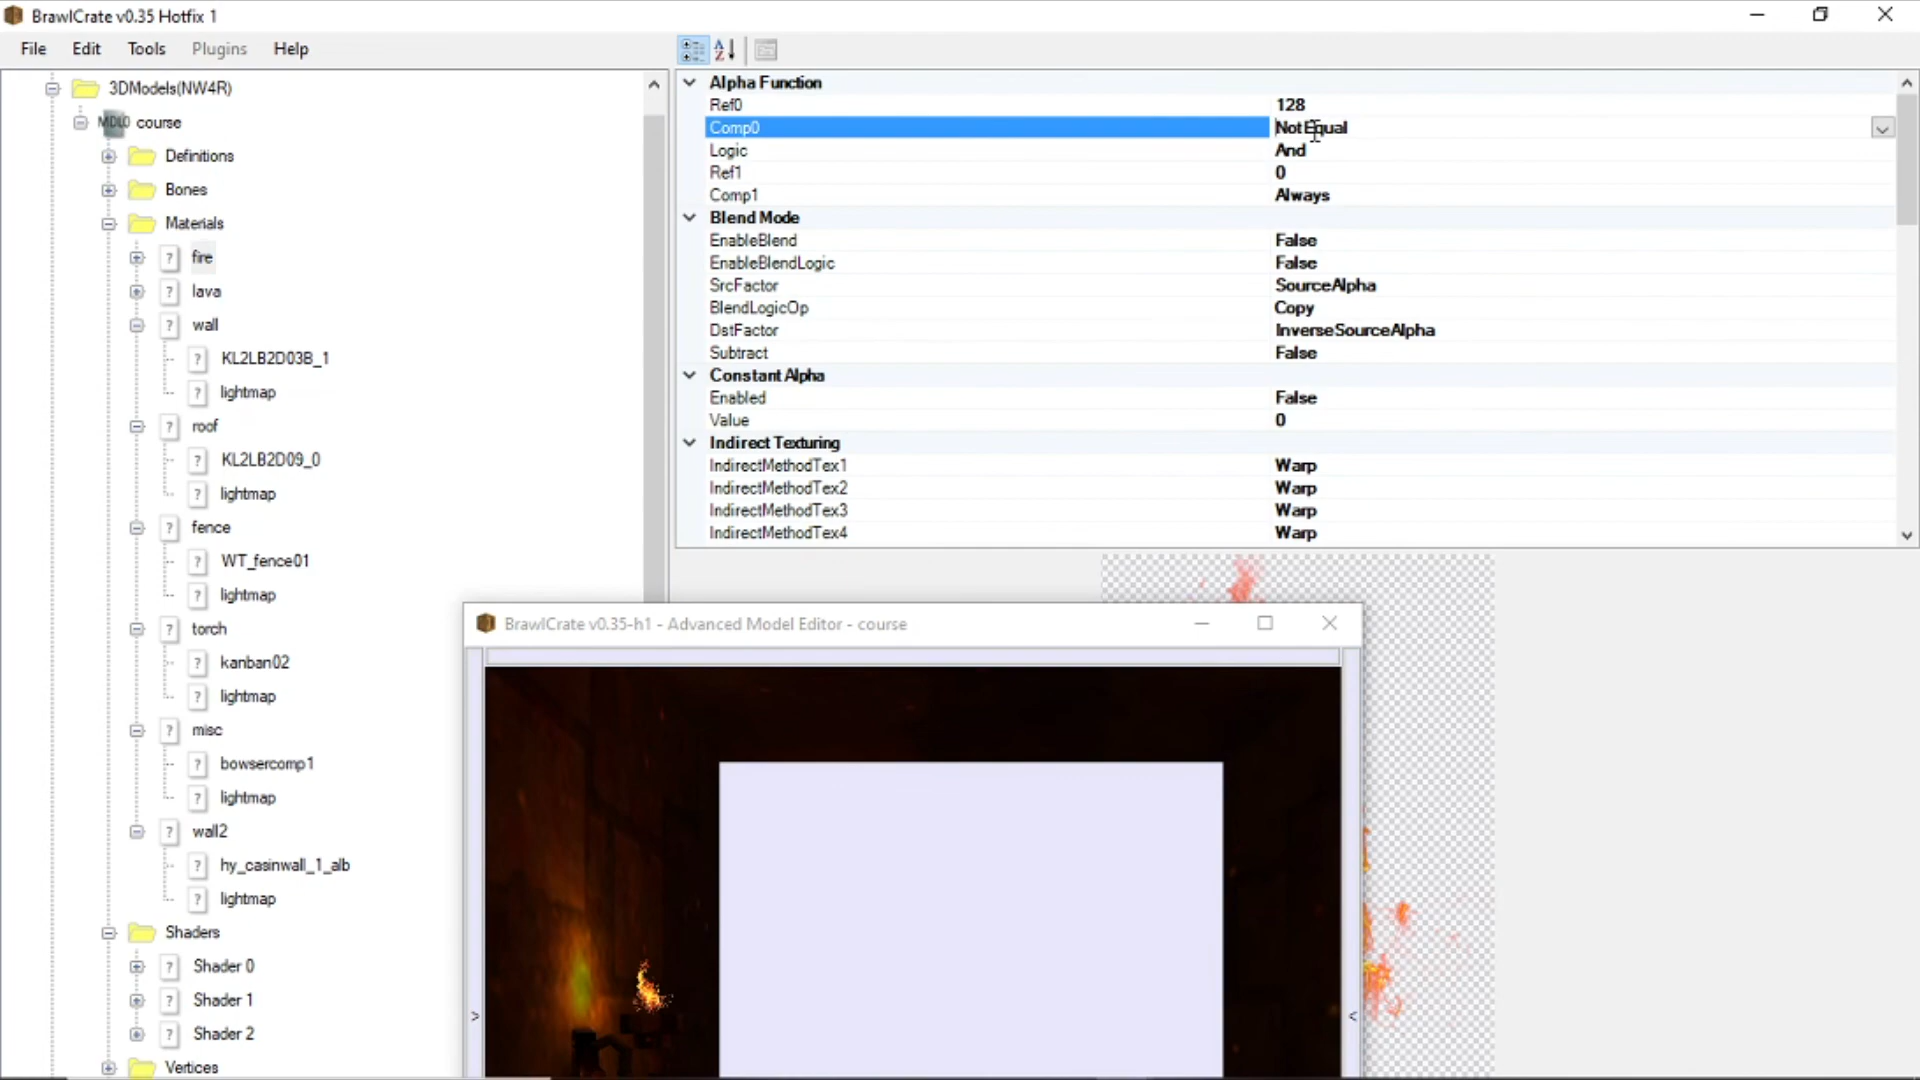 BrawlCrate v0.35 Hotfix 1
File Edit Tools Plugins Help
3DModels(NW4R)
MDL0 course
Definitions
Bones
Materials
fire
lava
wall
KL2LB2D03B_1
lightmap
roof
KL2LB2D09_0
lightmap
fence
WT_fence01
lightmap
torch
kanban02
lightmap
misc
bowsercomp1
lightmap
wall2
hy_casinwall_1_alb
lightmap
Shaders
Shader 0
Shader 1
Shader 2
Vertices
Alpha Function
Ref0 128
Comp0 NotEqual
Logic And
Ref1 0
Comp1 Always
Blend Mode
EnableBlend False
EnableBlendLogic False
SrcFactor SourceAlpha
BlendLogicOp Copy
DstFactor InverseSourceAlpha
Subtract False
Constant Alpha
Enabled False
Value 0
Indirect Texturing
IndirectMethodTex1 Warp
IndirectMethodTex2 Warp
IndirectMethodTex3 Warp
IndirectMethodTex4 Warp
BrawlCrate v0.35-h1 - Advanced Model Editor - course
> <